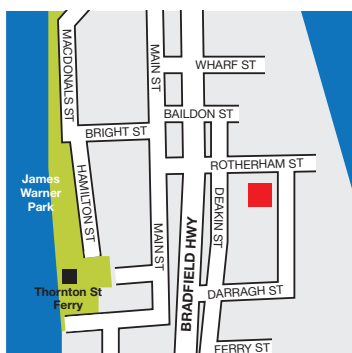 MACDONALS ST
MAIN ST
WHARF ST
BAILDON ST
BRIGHT ST
ROTHERHAM ST
James
Warner
Park
HAMILTON ST
DEAKIN ST
BRADFIELD HWY
MAIN ST
Thornton St
Ferry
DARRAGH ST
FERRY ST